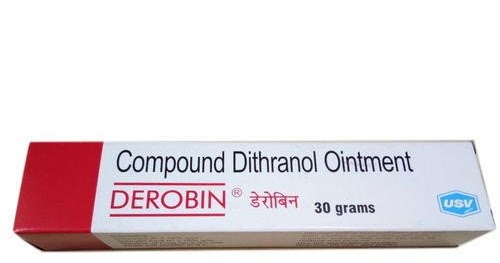 Compound Dithranol Ointment
DEROBIN® डेरोबिन 30 grams
USV